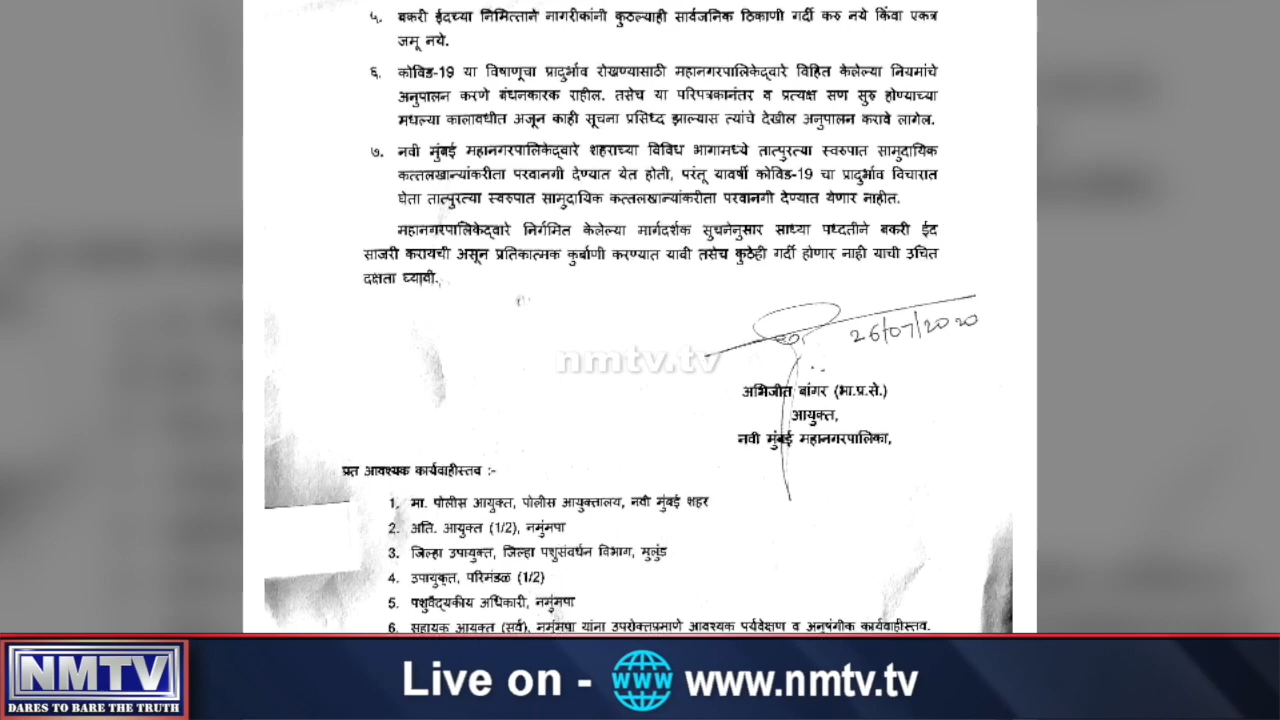 ५. बकरी ईदच्या निमित्ताने नागरीकांनी कुठल्याही सार्वजनिक ठिकाणी गर्दी करु नये किंवा एकत्र
जमू नये.
६. कोविड-19 या विषाणूचा प्रादुर्भाव रोखण्यासाठी महानगरपालिकेद्वारे विहित केलेल्या नियमांचे
अनुपालन करणे बंधनकारक राहील. तसेच या परिपत्रकानंतर व प्रत्यक्ष सण सुरु होण्याच्या
मधल्या कालावधीत अजून काही सूचना प्रसिध्द झाल्यास त्यांचे देखील अनुपालन करावे लागेल.
७. नवी मुंबई महानगरपालिकेद्वारे शहराच्या विविध भागामध्ये तात्पुरत्या स्वरुपात सामुदायिक
कत्तलखान्यांकरीता परवानगी देण्यात येत होती, परंतू यावर्षी कोविड-19 चा प्रादुर्भाव विचारात
घेता तात्पुरत्या स्वरुपात सामुदायिक कत्तलखान्यांकरीता परवानगी देण्यात येणार नाहीत.
महानगरपालिकेद्वारे निर्गमित केलेल्या मार्गदर्शक सुचनेनुसार साध्या पध्दतीने बकरी ईद
साजरी करायची असून प्रतिकात्मक कुर्बाणी करण्यात यावी तसेच कुठेही गर्दी होणार नाही याची उचित
दक्षता घ्यावी.
26/07/2020
nmtv.tv
अभिजीत बांगर (भा.प्र.से.)
आयुक्त,
नवी मुंबई महानगरपालिका,
प्रत आवश्यक कार्यवाहीस्तव :-
1. मा. पोलीस आयुक्त, पोलीस आयुक्तालय, नवी मुंबई शहर
2. अति. आयुक्त (1/2), नमुंमपा
3. जिल्हा उपायुक्त, जिल्हा पशुसंवर्धन विभाग, मुलुंड
4. उपायुक्त, परिमंडळ (1/2)
5. पशुवैद्यकीय अधिकारी, नमुंमपा
6. सहायक आयुक्त (सर्व), नमुंमपा यांना उपरोक्तप्रमाणे आवश्यक पर्यवेक्षण व अनुषंगीक कार्यवाहीस्तव.
NMTV
DARES TO BARE THE TRUTH
Live on - www www.nmtv.tv